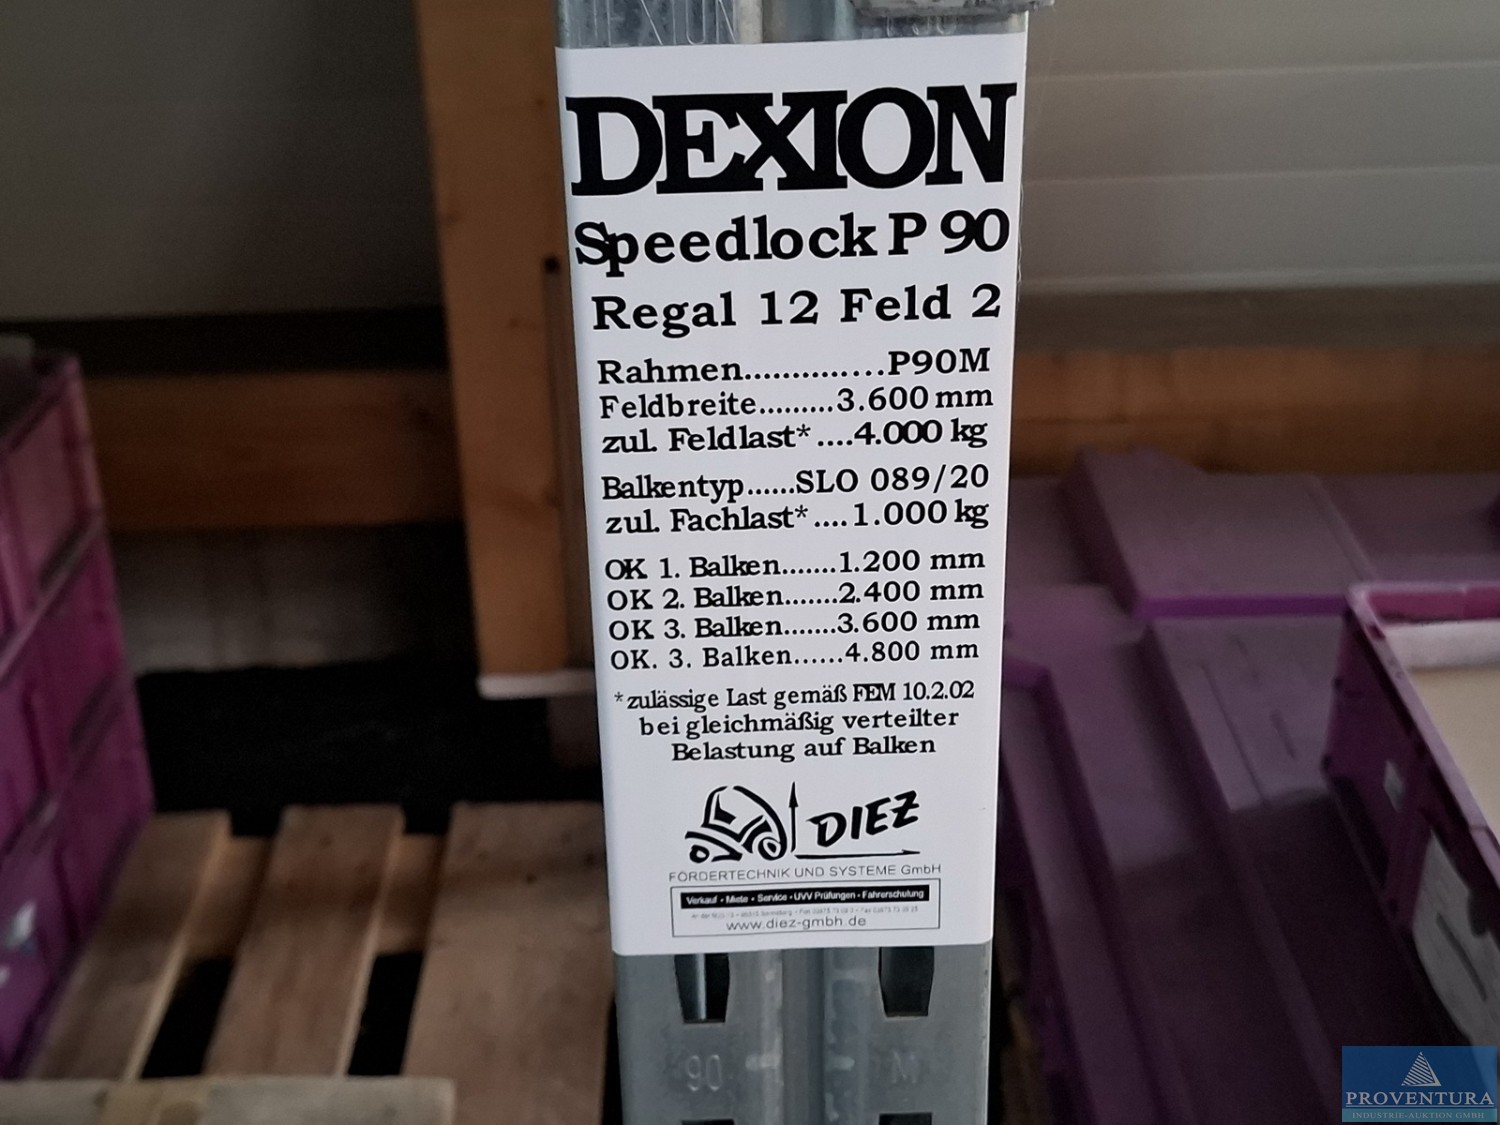 DEXION
Speedlock P 90
Regal 12 Feld 2
Rahmen..............P90M
Feldbreite.........3.600 mm
zul. Feldlast*....4.000 kg
Balkentyp......SLO 089/20
zul. Fachlast*....1.000 kg
OK 1. Balken.......1.200 mm
OK 2. Balken.......2.400 mm
OK 3. Balken.......3.600 mm
OK. 3. Balken......4.800 mm
*zulässige Last gemäß FEM 10.2.02
bei gleichmäßig verteilter
Belastung auf Balken
DIEZ
FÖRDERTECHNIK UND SYSTEME GmbH
Verkauf • Miete • Service • UVV Prüfungen • Fahrerschulung
www.diez-gmbh.de
90 M
PROVENTURA
INDUSTRIE-AUKTION GMBH